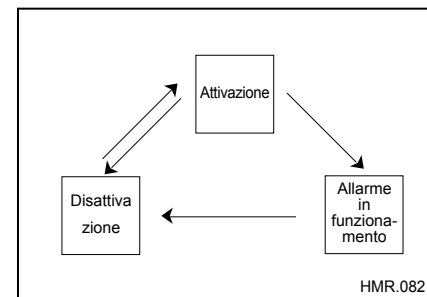 Attivazione
Disattiva
zione
Allarme
in
funziona-
mento
HMR.082